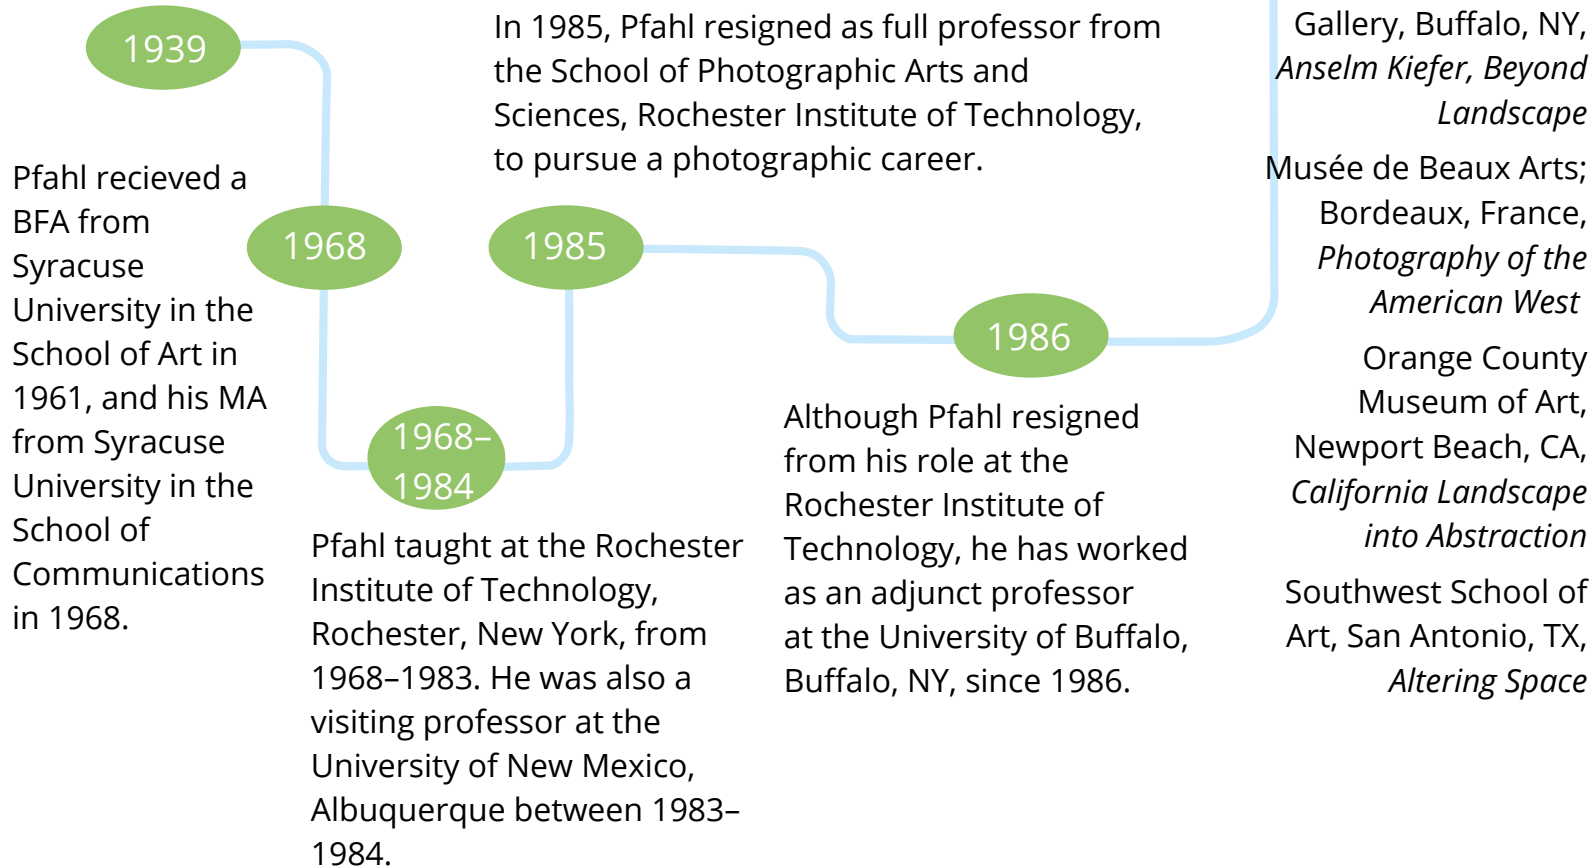 1939
Pfahl recieved a
BFA from
Syracuse
University in the
School of Art in
1961, and his MA
from Syracuse
University in the
School of
Communications
in 1968.
1968
1968–
1984
Pfahl taught at the Rochester
Institute of Technology,
Rochester, New York, from
1968–1983. He was also a
visiting professor at the
University of New Mexico,
Albuquerque between 1983–
1984.
In 1985, Pfahl resigned as full professor from
the School of Photographic Arts and
Sciences, Rochester Institute of Technology,
to pursue a photographic career.
1985
1986
Although Pfahl resigned
from his role at the
Rochester Institute of
Technology, he has worked
as an adjunct professor
at the University of Buffalo,
Buffalo, NY, since 1986.
Gallery, Buffalo, NY,
Anselm Kiefer, Beyond
Landscape
Musée de Beaux Arts;
Bordeaux, France,
Photography of the
American West
Orange County
Museum of Art,
Newport Beach, CA,
California Landscape
into Abstraction
Southwest School of
Art, San Antonio, TX,
Altering Space